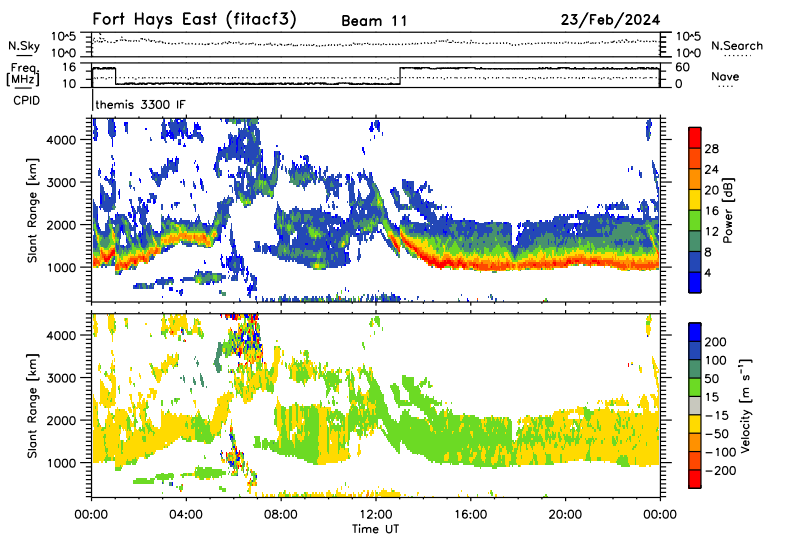 Fort Hays East (fitacf3) Beam 11 23/Feb/2024
N.Sky 10^5 10^0 10^5 10^0 N.Search
Freq. [MHz] 16 10 60 0 Nave
CPID themis 3300 IF
Slant Range [km] 4000 3000 2000 1000
Power [dB] 28 24 20 16 12 8 4
Slant Range [km] 4000 3000 2000 1000
Velocity [m s⁻¹] 200 100 50 15 −15 −50 −100 −200
00:00 04:00 08:00 12:00 16:00 20:00 00:00
Time UT